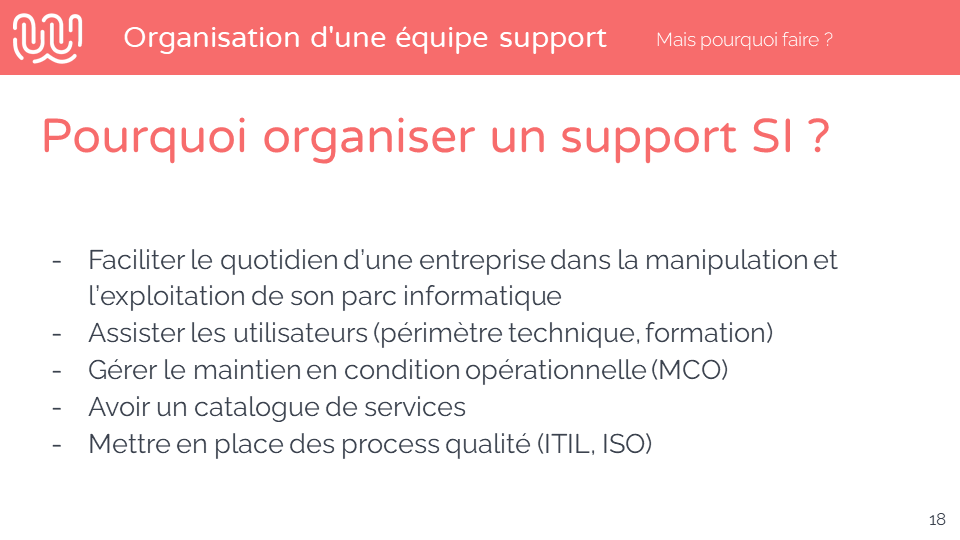 Organisation d'une équipe support
Mais pourquoi faire ?
Pourquoi organiser un support SI ?
- Faciliter le quotidien d’une entreprise dans la manipulation et
l’exploitation de son parc informatique
- Assister les utilisateurs (périmètre technique, formation)
- Gérer le maintien en condition opérationnelle (MCO)
- Avoir un catalogue de services
- Mettre en place des process qualité (ITIL, ISO)
18